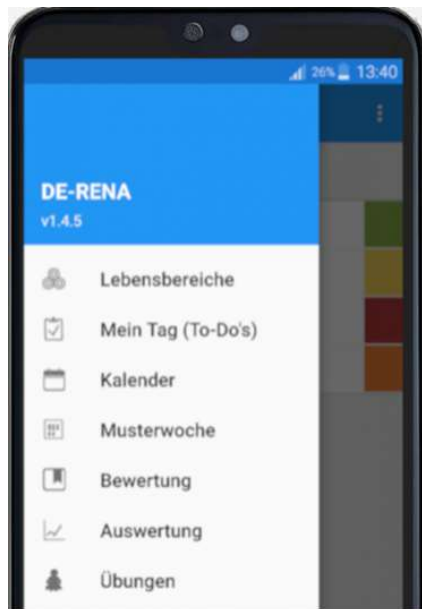 26% 13:40
DE-RENA
v1.4.5
Lebensbereiche
Mein Tag (To-Do's)
Kalender
Musterwoche
Bewertung
Auswertung
Übungen